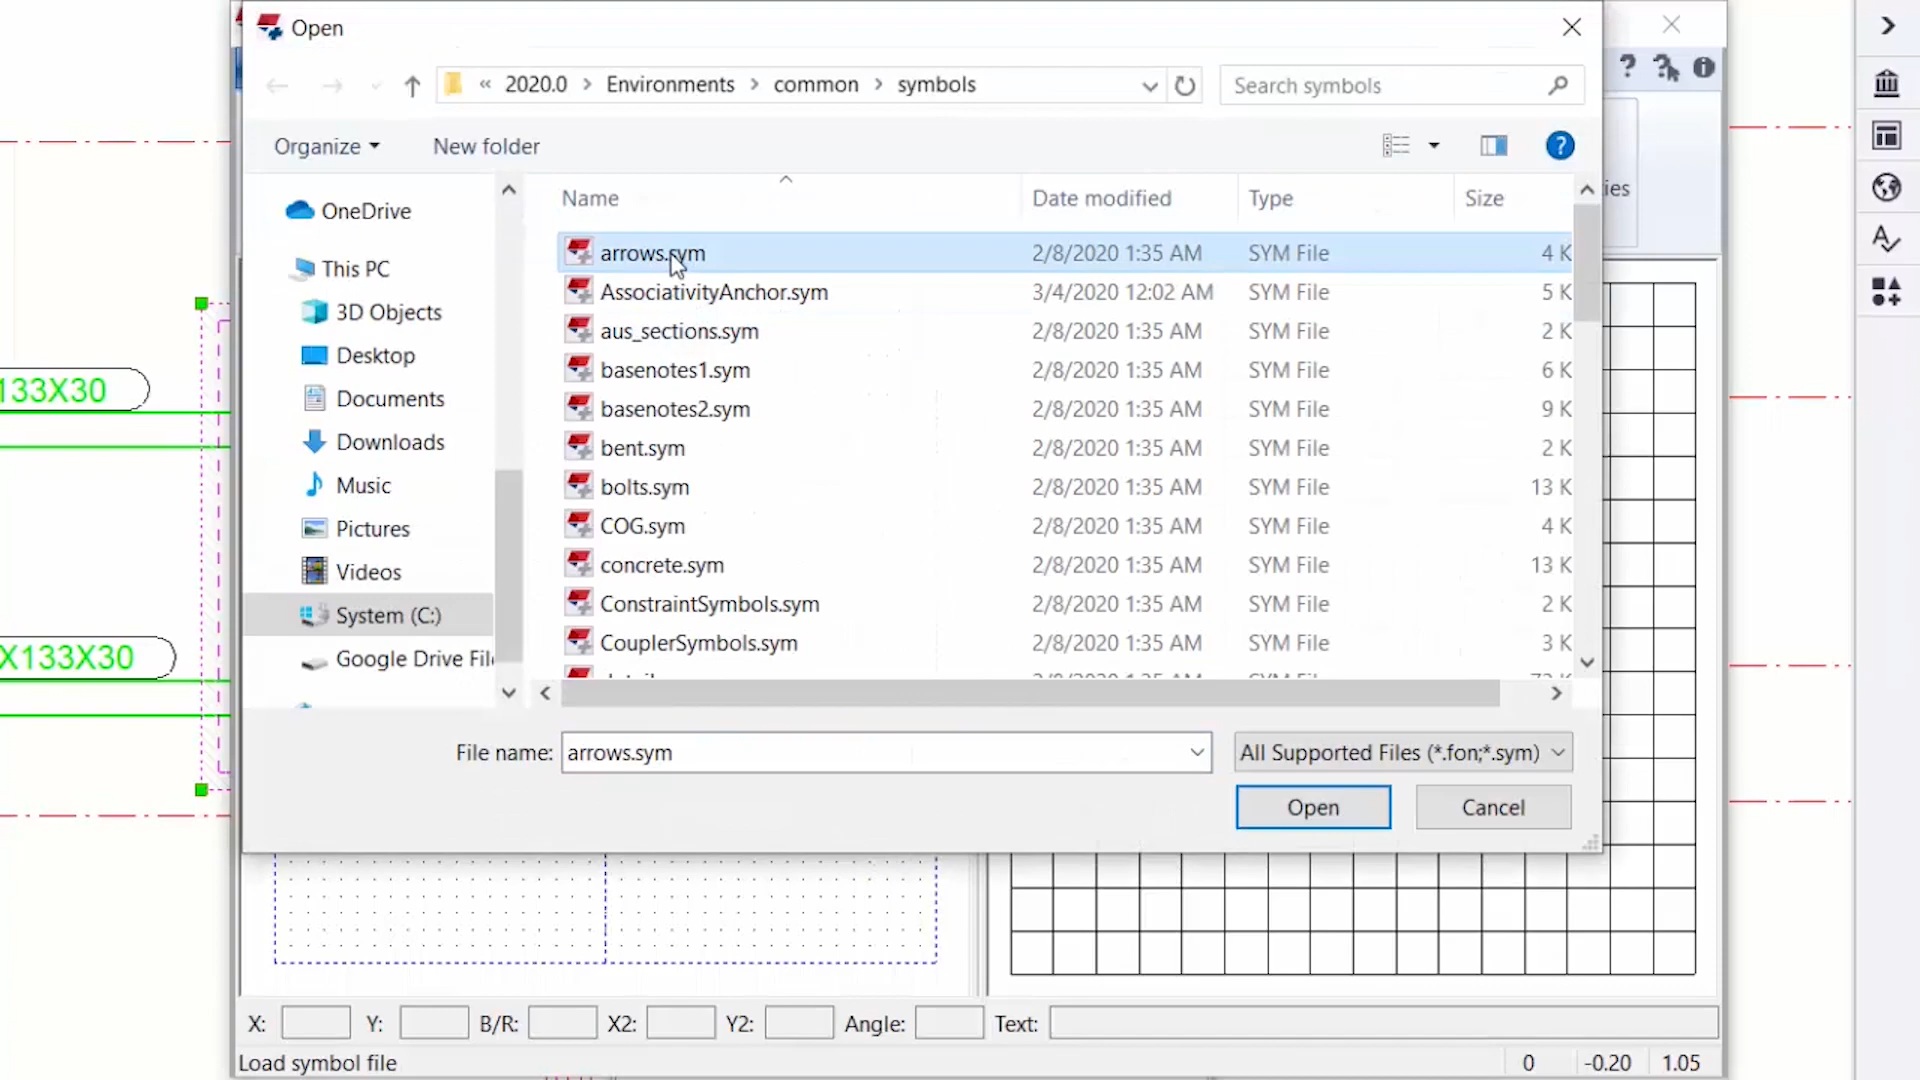 Open
« 2020.0 > Environments > common > symbols
Search symbols
Organize
New folder
OneDrive
This PC
3D Objects
Desktop
Documents
Downloads
Music
Pictures
Videos
System (C:)
Google Drive File
Name Date modified Type Size
arrows.sym 2/8/2020 1:35 AM SYM File 4 K
AssociativityAnchor.sym 3/4/2020 12:02 AM SYM File 5 K
aus_sections.sym 2/8/2020 1:35 AM SYM File 2 K
basenotes1.sym 2/8/2020 1:35 AM SYM File 6 K
basenotes2.sym 2/8/2020 1:35 AM SYM File 9 K
bent.sym 2/8/2020 1:35 AM SYM File 2 K
bolts.sym 2/8/2020 1:35 AM SYM File 13 K
COG.sym 2/8/2020 1:35 AM SYM File 4 K
concrete.sym 2/8/2020 1:35 AM SYM File 13 K
ConstraintSymbols.sym 2/8/2020 1:35 AM SYM File 2 K
CouplerSymbols.sym 2/8/2020 1:35 AM SYM File 3 K
File name: arrows.sym
All Supported Files (*.fon;*.sym)
Open
Cancel
ies
133X30
X133X30
X: Y: B/R: X2: Y2: Angle: Text:
Load symbol file
0 -0.20 1.05